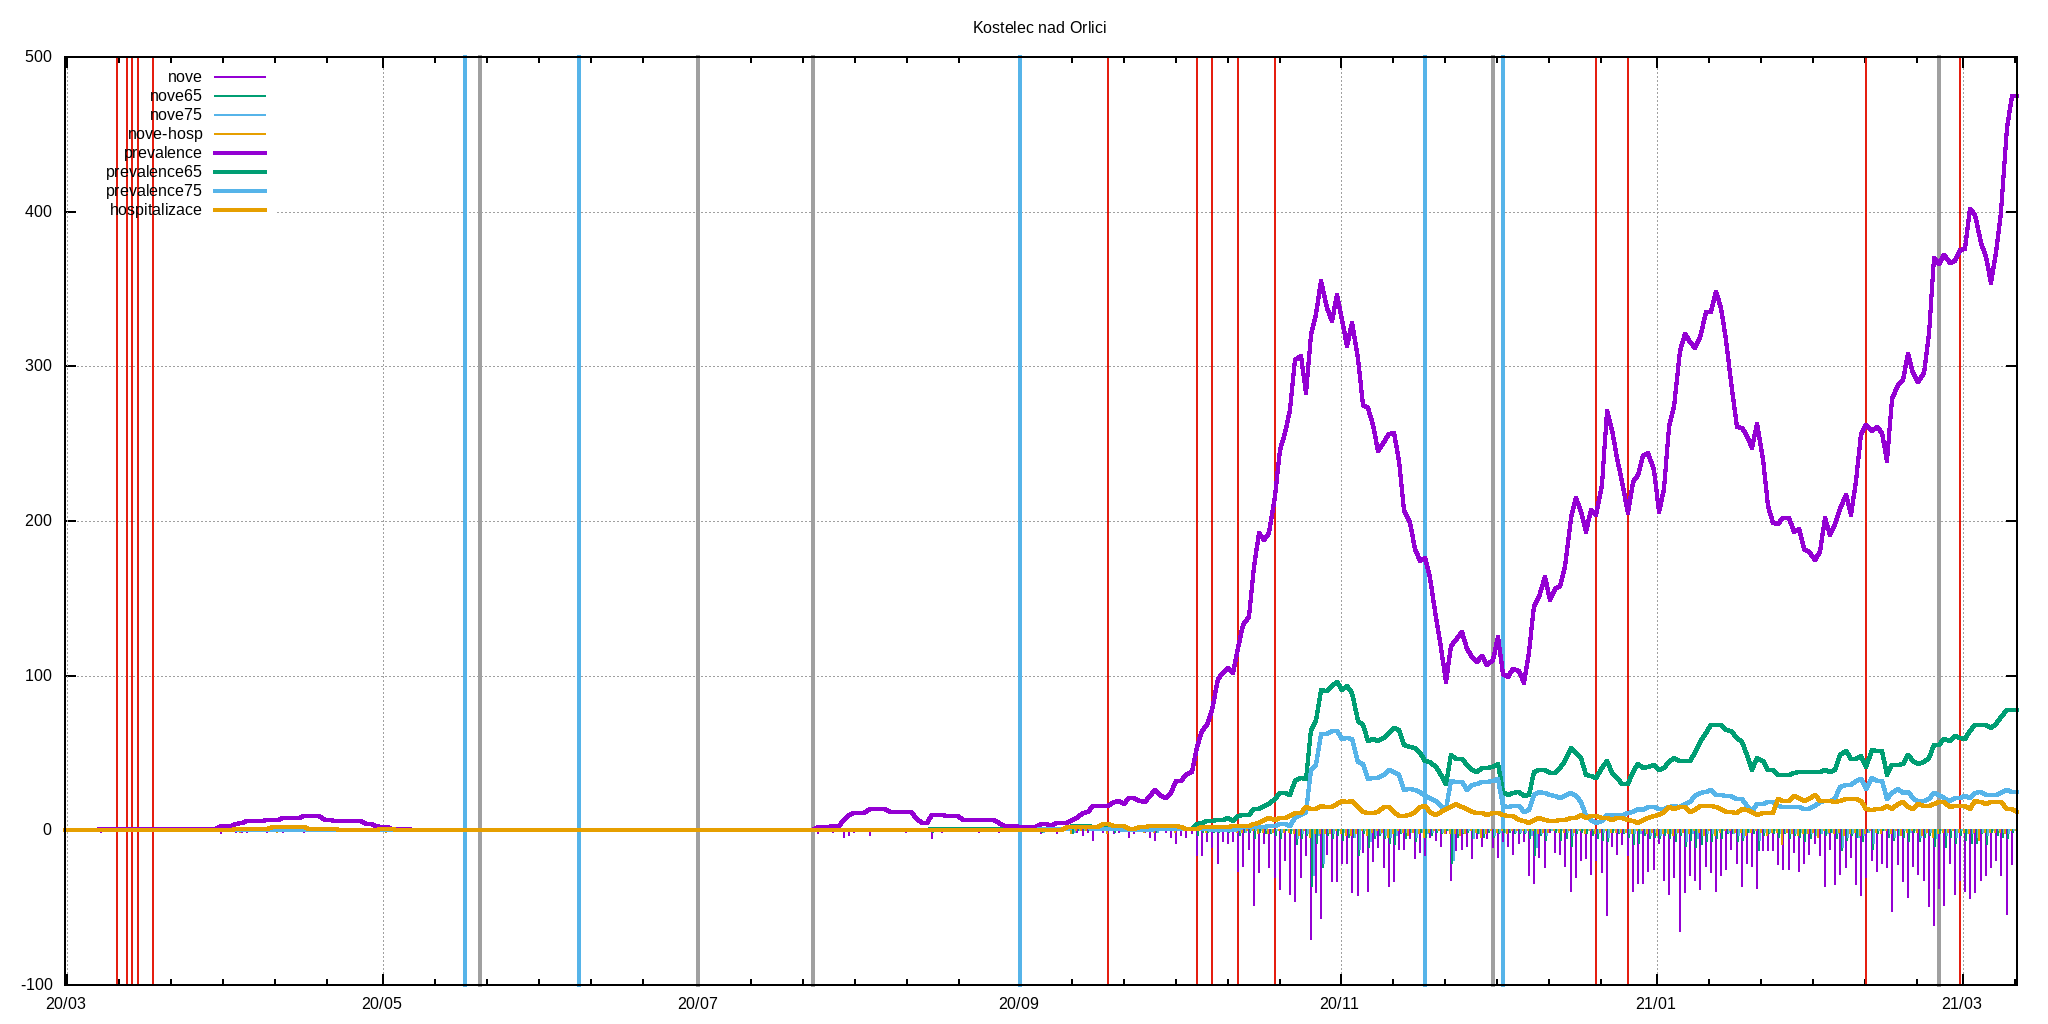 Kostelec nad Orlici
500
nove
nove65
nove75
nove-hosp
prevalence
prevalence65
prevalence75
hospitalizace
400
300
200
100
0
-100
20/03 20/05 20/07 20/09 20/11 21/01 21/03